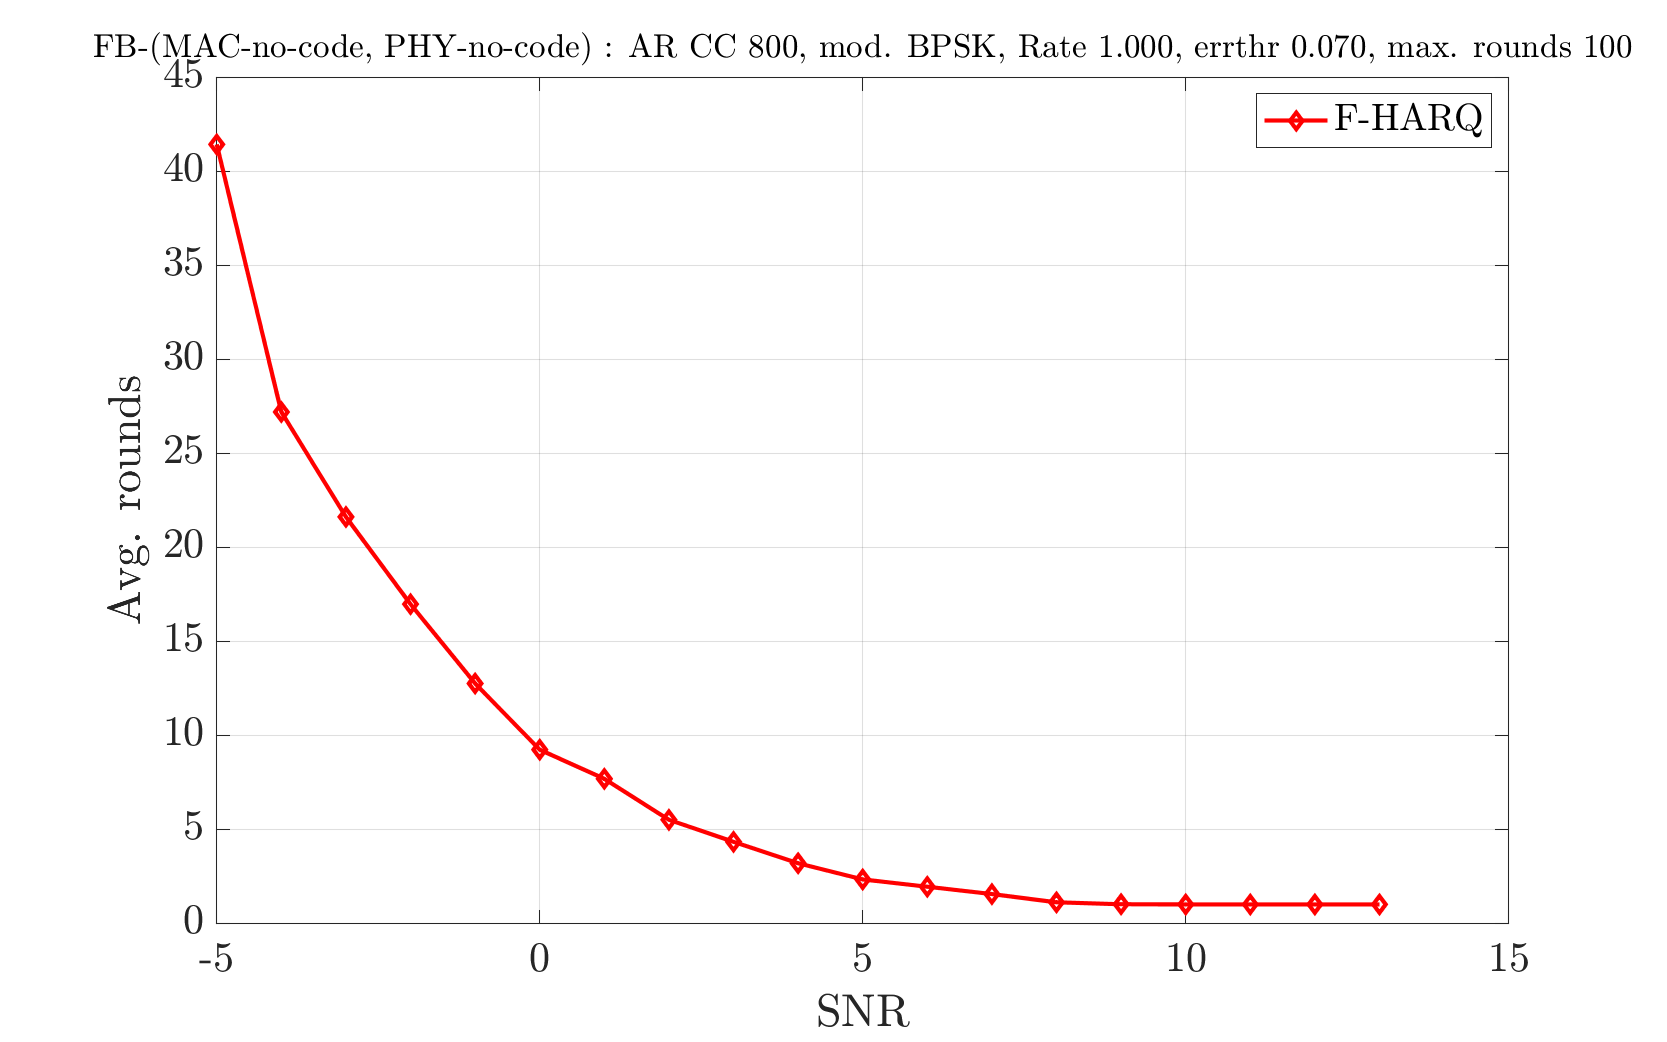 FB-(MAC-no-code, PHY-no-code) : AR CC 800, mod. BPSK, Rate 1.000, errthr 0.070, max. rounds 100
F-HARQ
45
40
35
30
25
20
15
10
5
0
Avg. rounds
-5 0 5 10 15
SNR